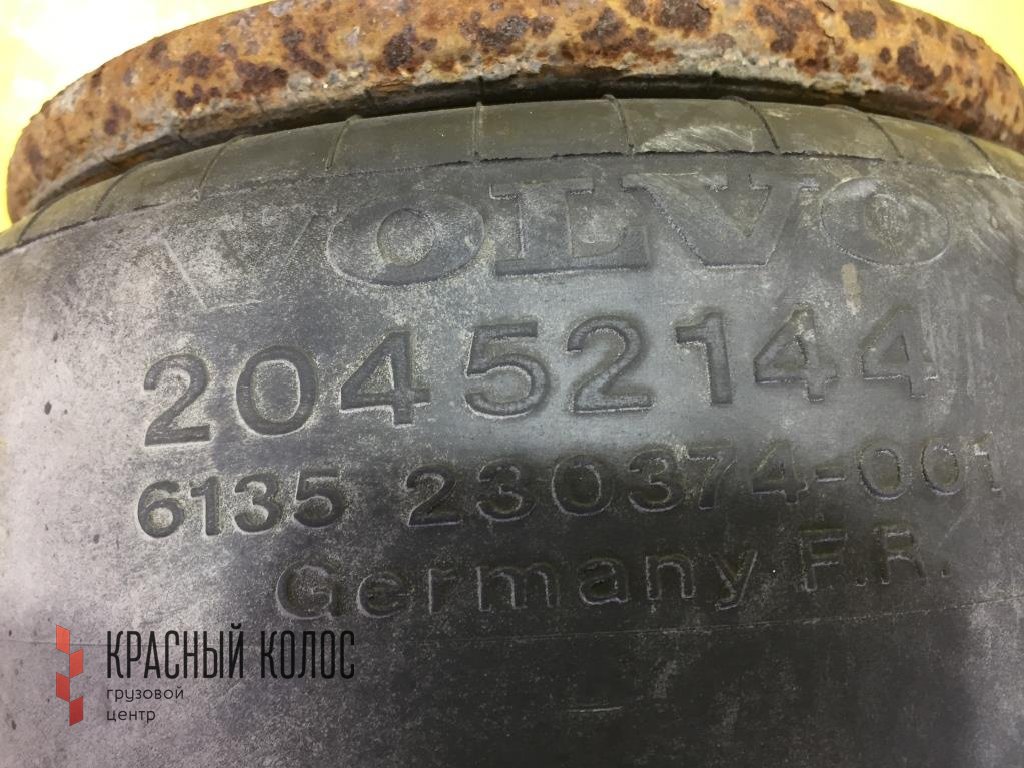 VOLVO
20452144
6135 230374-001
Germany F.R.
КРАСНЫЙ КОЛОС
грузовой
центр